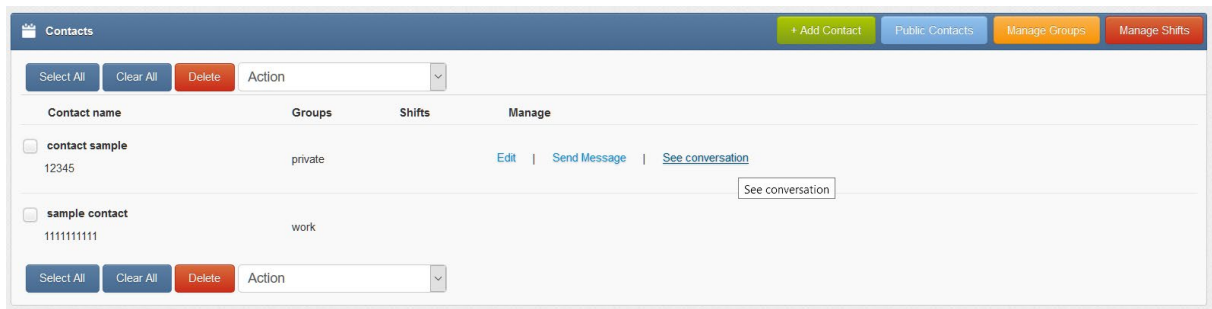 Contacts + Add Contact Public Contacts Manage Groups Manage Shifts
Select All Clear All Delete Action
Contact name Groups Shifts Manage
contact sample
12345 private Edit | Send Message | See conversation
See conversation
sample contact
1111111111 work
Select All Clear All Delete Action